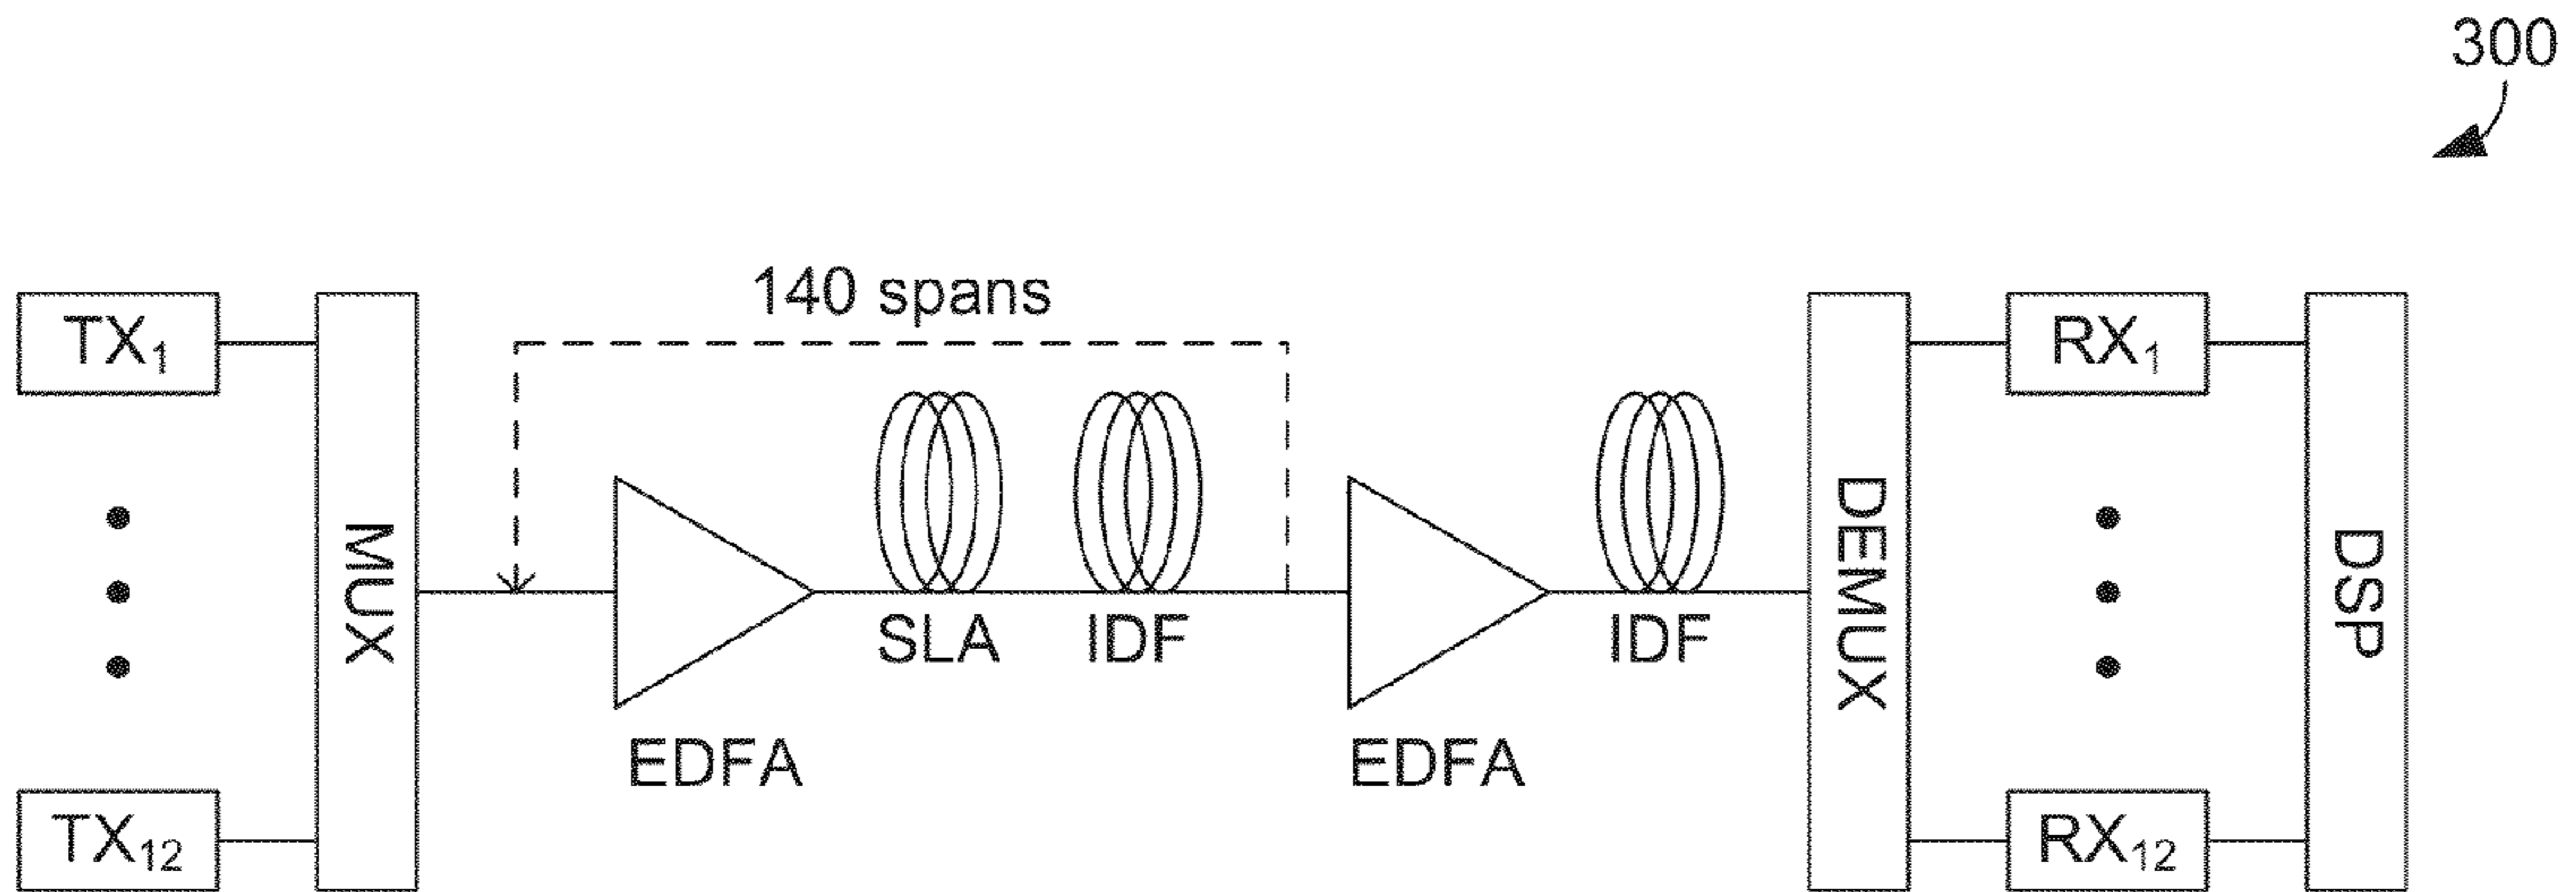 300
140 spans
TX₁
MUX
SLA
IDF
EDFA
EDFA
IDF
DEMUX
RX₁
DSP
TX₁₂
RX₁₂